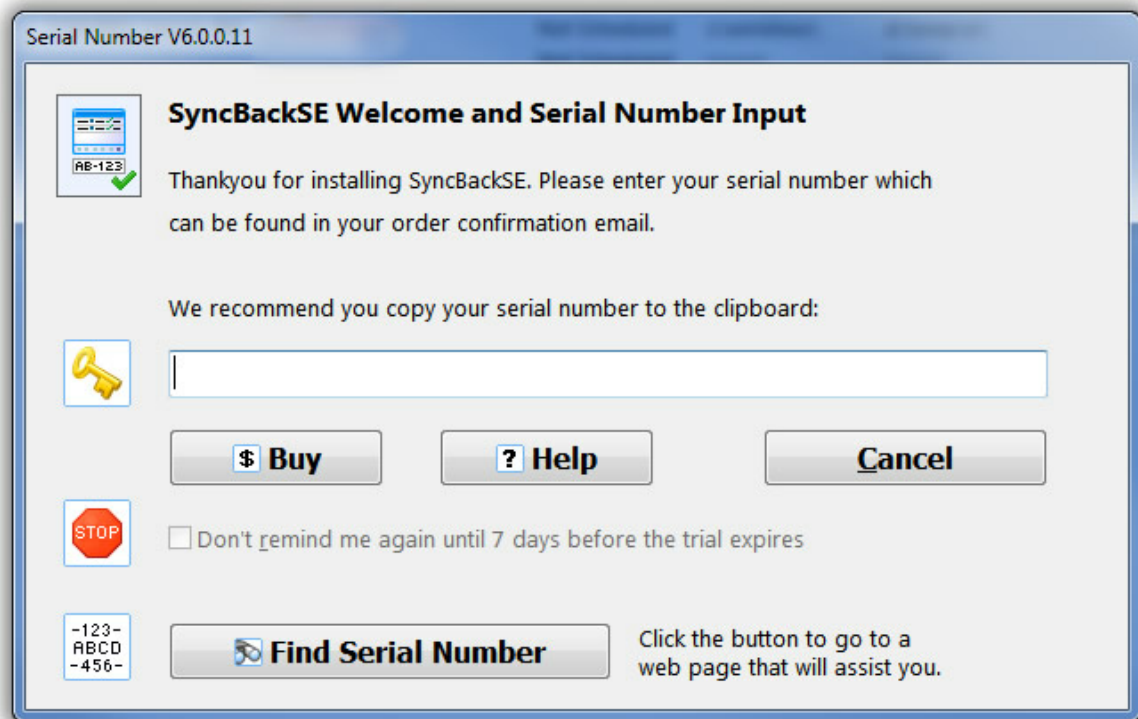 Serial Number V6.0.0.11
AB-123
SyncBackSE Welcome and Serial Number Input
Thankyou for installing SyncBackSE. Please enter your serial number which
can be found in your order confirmation email.
We recommend you copy your serial number to the clipboard:
$ Buy
? Help
Cancel
STOP
Don't remind me again until 7 days before the trial expires
-123-
ABCD
-456-
Find Serial Number
Click the button to go to a
web page that will assist you.